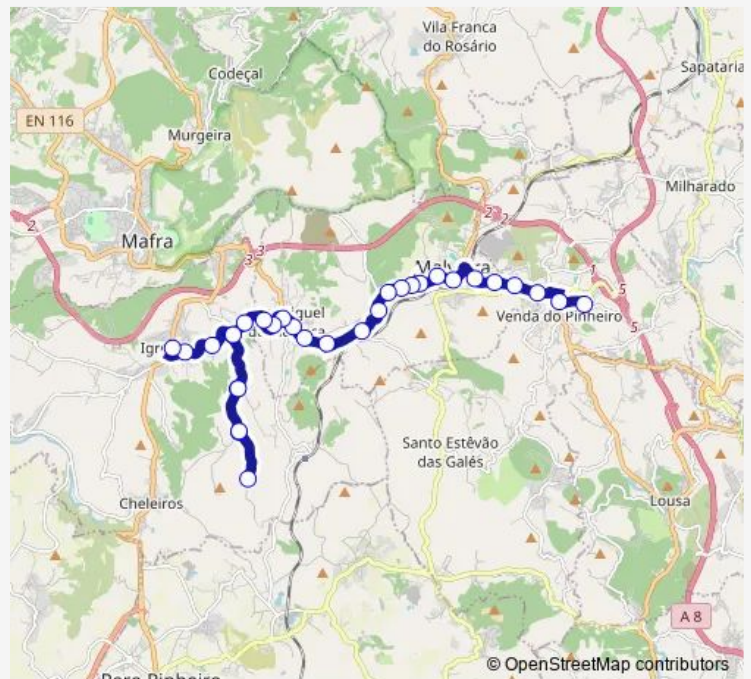 Vila Franca
do Rosário
Codeçal
Sapataria
EN 116
Murgeira
Milharado
2
2
2
Mafra
3
3
1
5
Venda do Pinheiro
5
Santo Estêvão
das Galés
Cheleiros
Lousa
A 8
© OpenStreetMap contributors